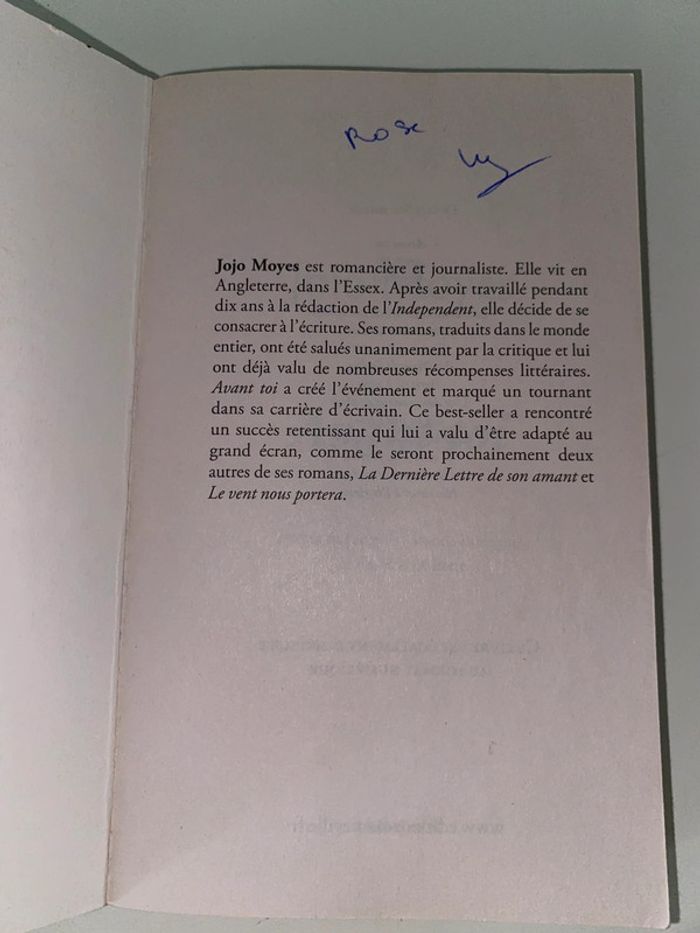 Rose
Jojo Moyes est romancière et journaliste. Elle vit en
Angleterre, dans l'Essex. Après avoir travaillé pendant
dix ans à la rédaction de l'Independent, elle décide de se
consacrer à l'écriture. Ses romans, traduits dans le monde
entier, ont été salués unanimement par la critique et lui
ont déjà valu de nombreuses récompenses littéraires.
Avant toi a créé l'événement et marqué un tournant
dans sa carrière d'écrivain. Ce best-seller a rencontré
un succès retentissant qui lui a valu d'être adapté au
grand écran, comme le seront prochainement deux
autres de ses romans, La Dernière Lettre de son amant et
Le vent nous portera.